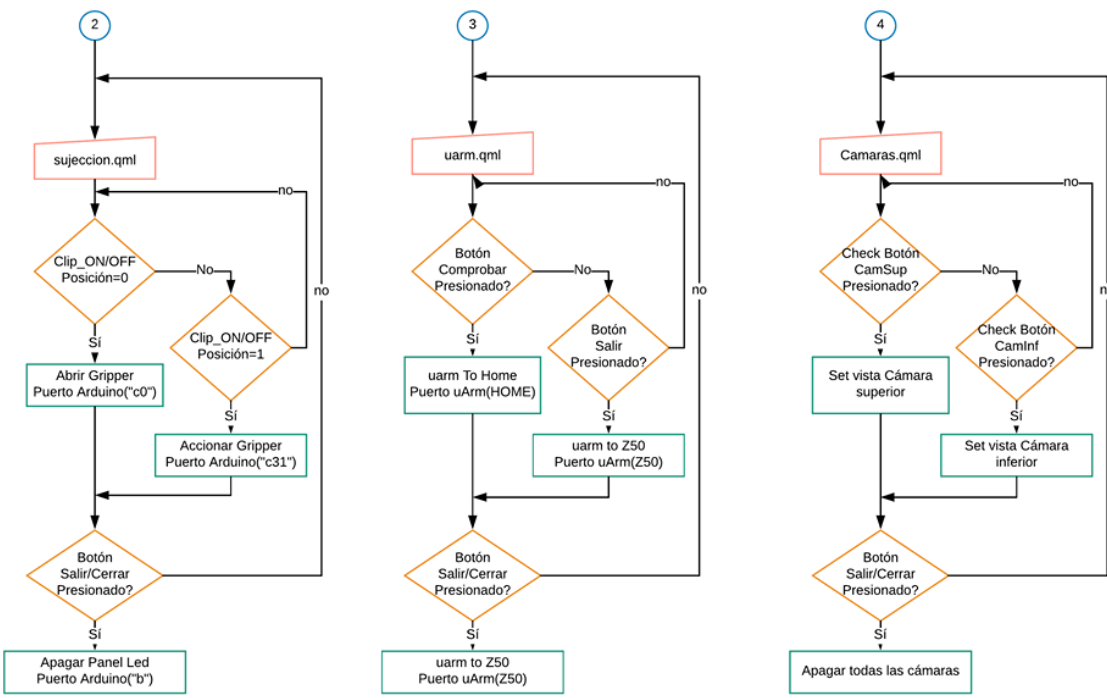 2
sujeccion.qml
no
Clip_ON/OFF
Posición=0
No
no
Clip_ON/OFF
Posición=1
Sí
Abrir Gripper
Puerto Arduino("c0")
Sí
Accionar Gripper
Puerto Arduino("c31")
Botón
Salir/Cerrar
Presionado?
Sí
Apagar Panel Led
Puerto Arduino("b")
3
uarm.qml
no
Botón
Comprobar
Presionado?
No
no
Botón
Salir
Presionado?
Sí
uarm To Home
Puerto uArm(HOME)
Sí
uarm to Z50
Puerto uArm(Z50)
Botón
Salir/Cerrar
Presionado?
Sí
uarm to Z50
Puerto uArm(Z50)
4
Camaras.qml
no
Check Botón
CamSup
Presionado?
No
Check Botón
CamInf
Presionado?
Sí
Set vista Cámara
superior
Sí
Set vista Cámara
inferior
Botón
Salir/Cerrar
Presionado?
Sí
Apagar todas las cámaras